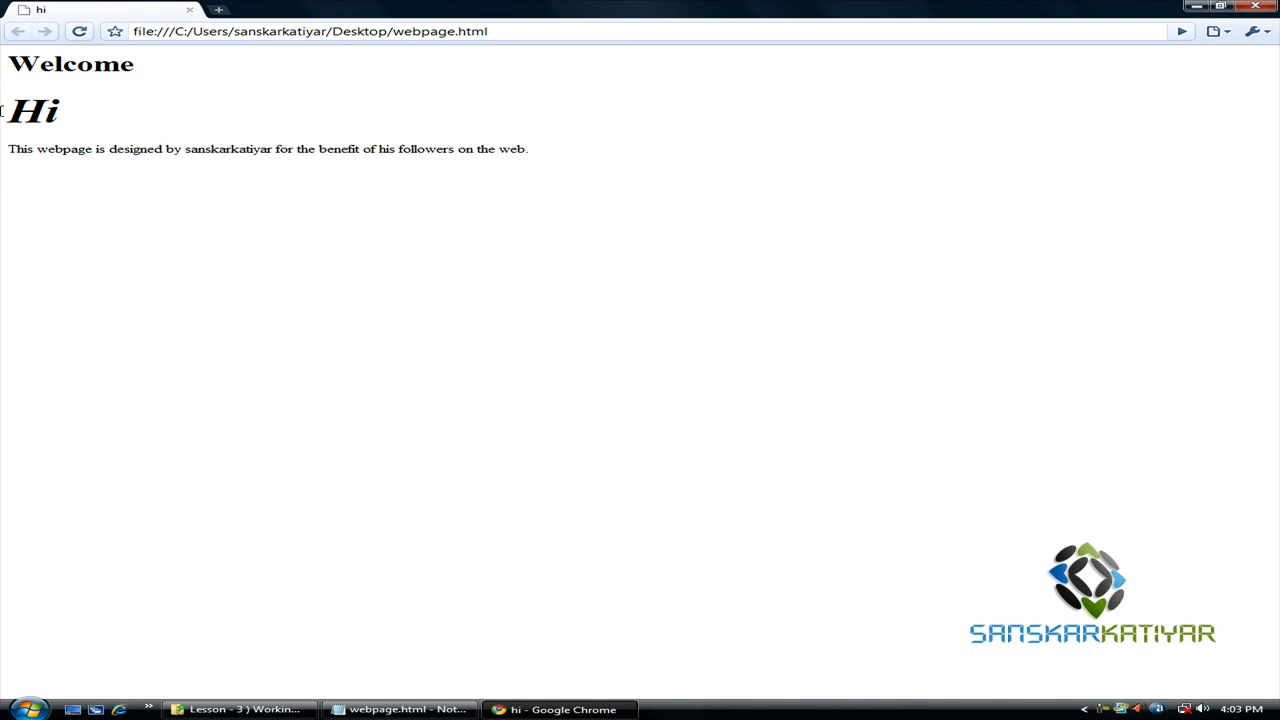 hi
file:///C:/Users/sanskarkatiyar/Desktop/webpage.html
Welcome
Hi
This webpage is designed by sanskarkatiyar for the benefit of his followers on the web.
SANSKARKATIYAR
Lesson - 3 ) Workin...
webpage.html - Not...
hi - Google Chrome
4:03 PM